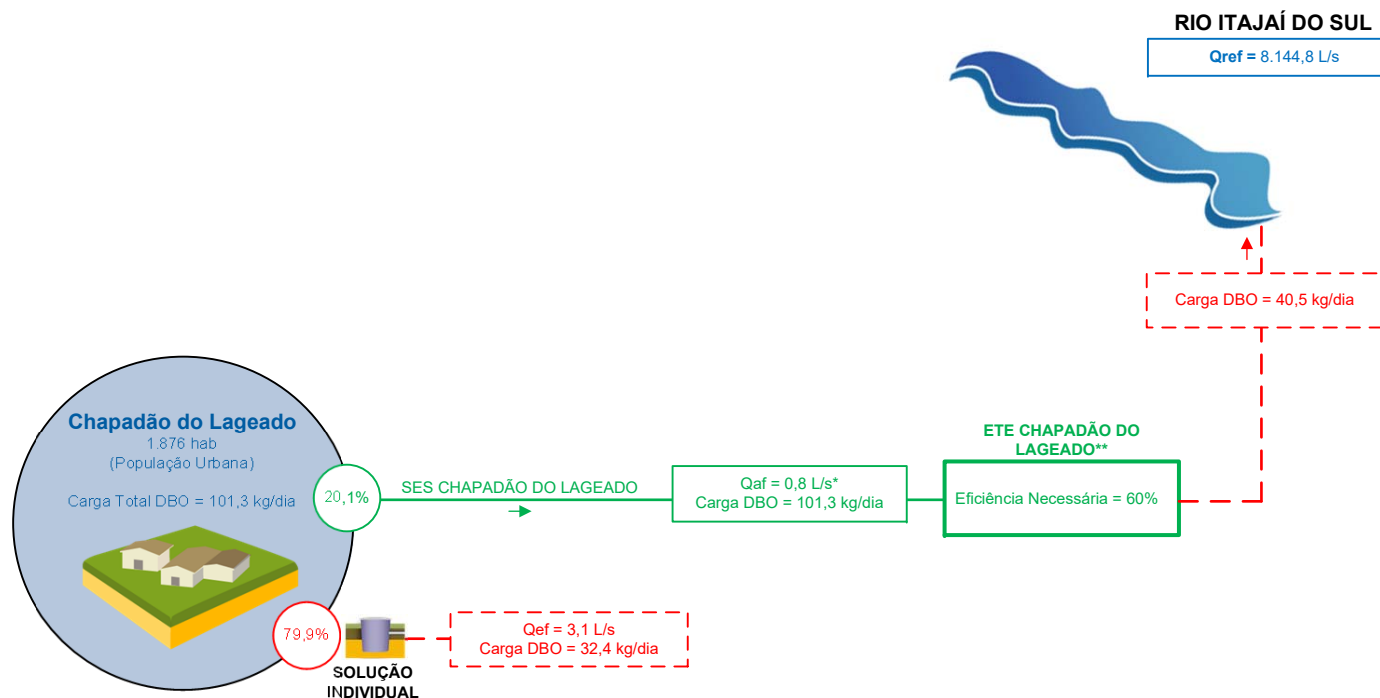 RIO ITAJAÍ DO SUL
Qref = 8.144,8 L/s
Carga DBO = 40,5 kg/dia
Chapadão do Lageado
1.876 hab
(População Urbana)
Carga Total DBO = 101,3 kg/dia
20,1%
SES CHAPADÃO DO LAGEADO
Qaf = 0,8 L/s*
Carga DBO = 101,3 kg/dia
ETE CHAPADÃO DO
LAGEADO**
Eficiência Necessária = 60%
79,9%
SOLUÇÃO
INDIVIDUAL
Qef = 3,1 L/s
Carga DBO = 32,4 kg/dia